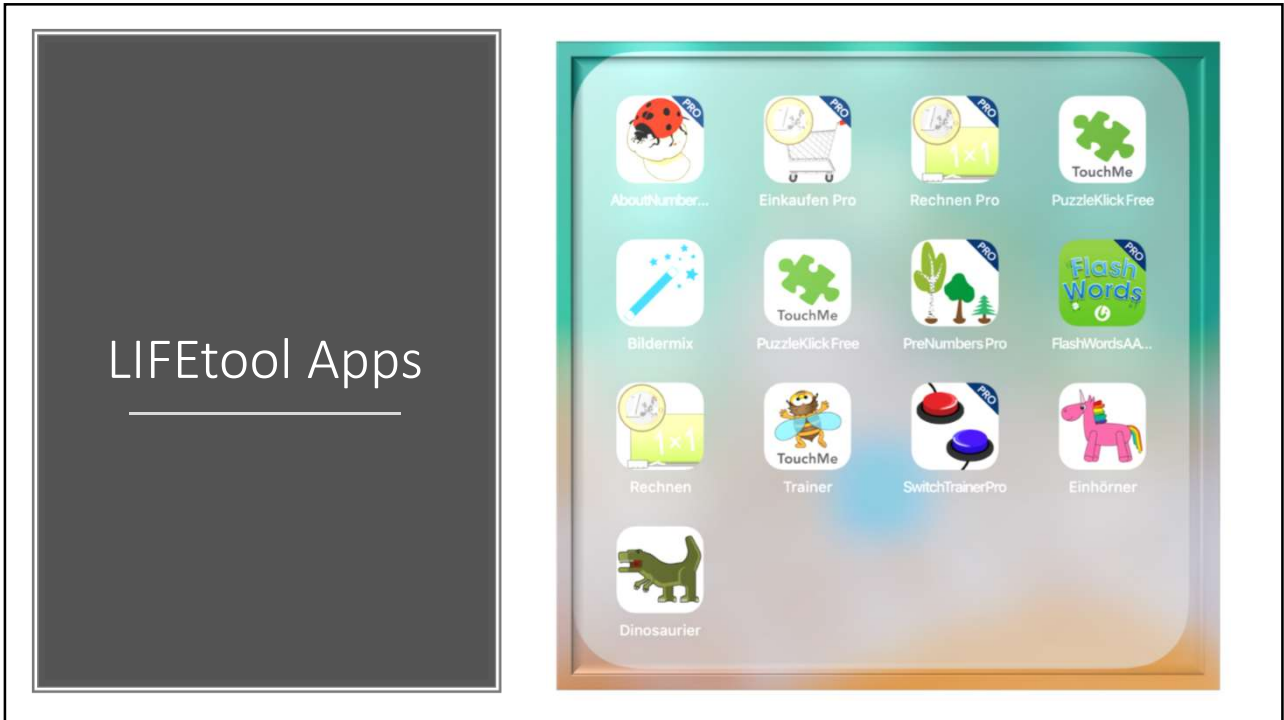 LIFEtool Apps
PRO PRO 1×1 PRO TouchMe
AboutNumber... Einkaufen Pro Rechnen Pro PuzzleKlick Free
TouchMe PRO Flash Words PRO
Bildermix PuzzleKlick Free PreNumbers Pro FlashWordsAA...
1×1 TouchMe PRO
Rechnen Trainer SwitchTrainerPro Einhörner
Dinosaurier